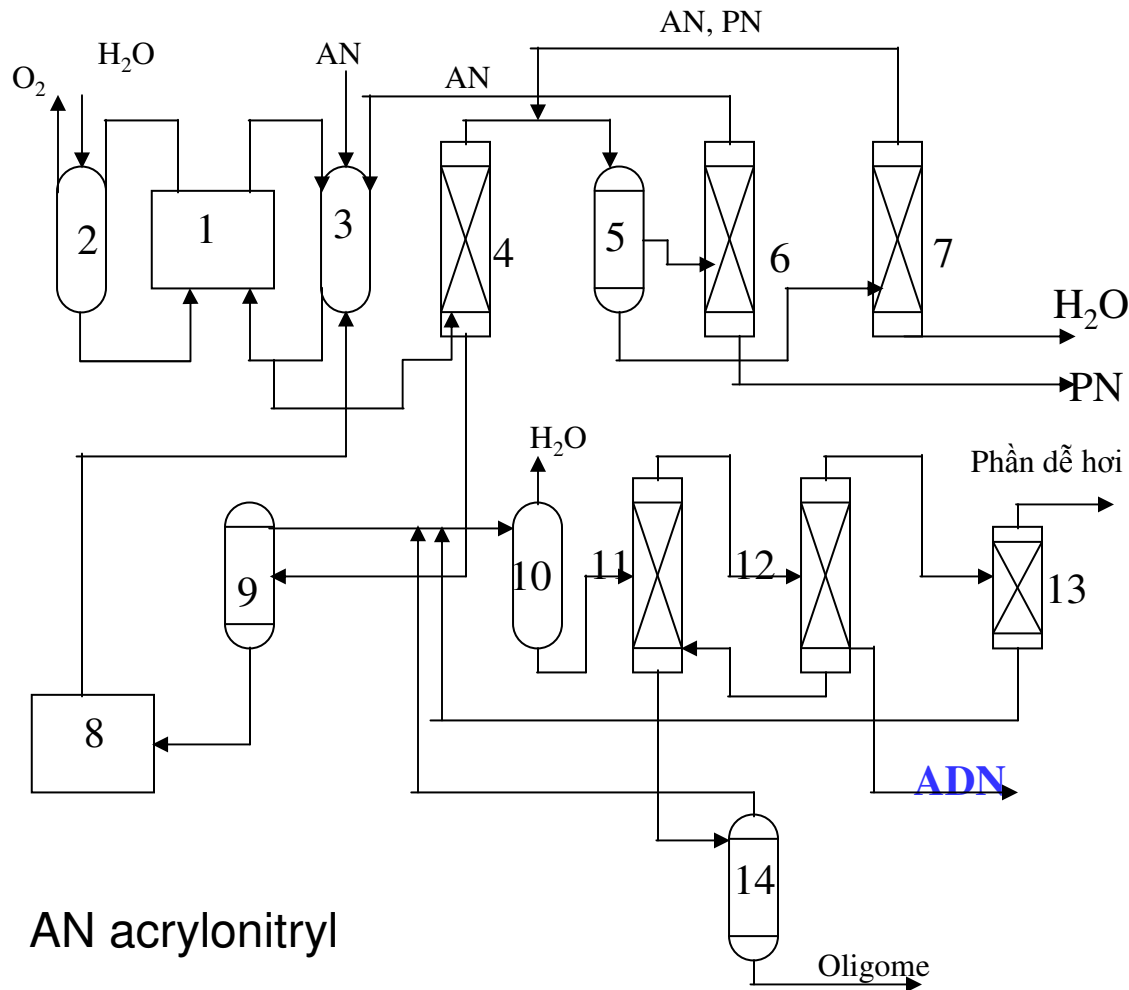 AN, PN
H₂O
AN
AN
O₂
1
3
2
5
4
6
7
H₂O
PN
H₂O
Phần dễ hơi
11
12
10
13
9
8
ADN
14
AN acrylonitryl
Oligome